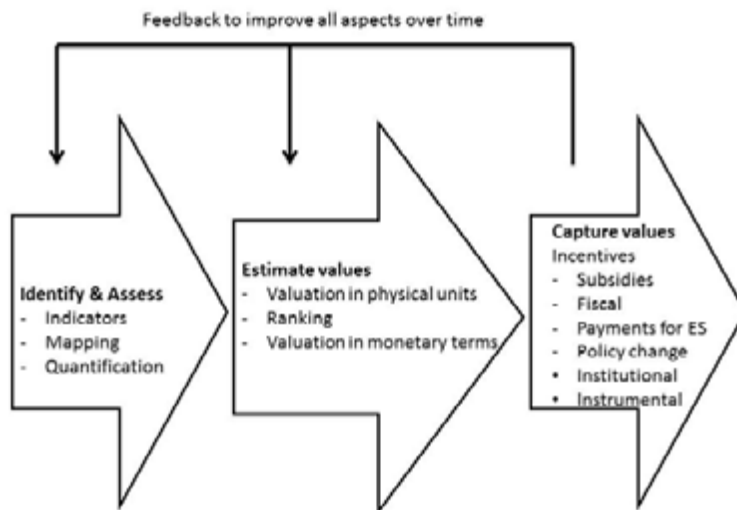 Feedback to improve all aspects over time
Identify & Assess
- Indicators
- Mapping
- Quantification
Estimate values
- Valuation in physical units
- Ranking
- Valuation in monetary terms
Capture values
Incentives
- Subsidies
- Fiscal
- Payments for ES
- Policy change
• Institutional
• Instrumental